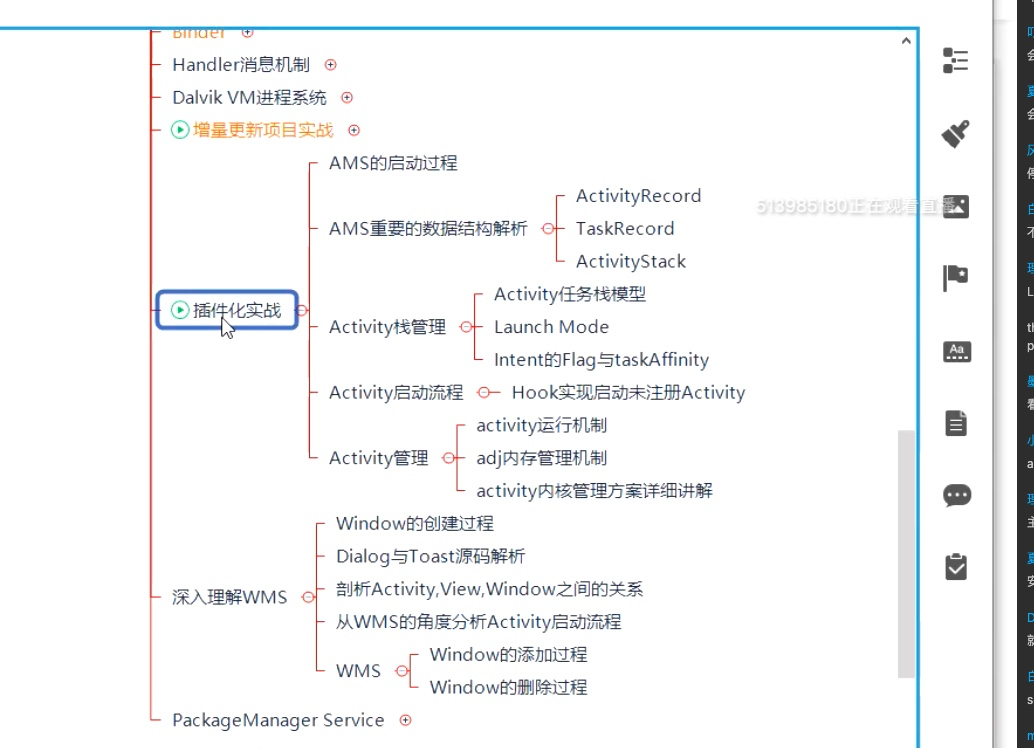 Binder
Handler消息机制
Dalvik VM进程系统
增量更新项目实战
AMS的启动过程
AMS重要的数据结构解析
ActivityRecord
TaskRecord
ActivityStack
插件化实战
Activity栈管理
Activity任务栈模型
Launch Mode
Intent的Flag与taskAffinity
Activity启动流程
Hook实现启动未注册Activity
Activity管理
activity运行机制
adj内存管理机制
activity内核管理方案详细讲解
深入理解WMS
Window的创建过程
Dialog与Toast源码解析
剖析Activity,View,Window之间的关系
从WMS的角度分析Activity启动流程
WMS
Window的添加过程
Window的删除过程
PackageManager Service
513985180正在观看直播
Aa